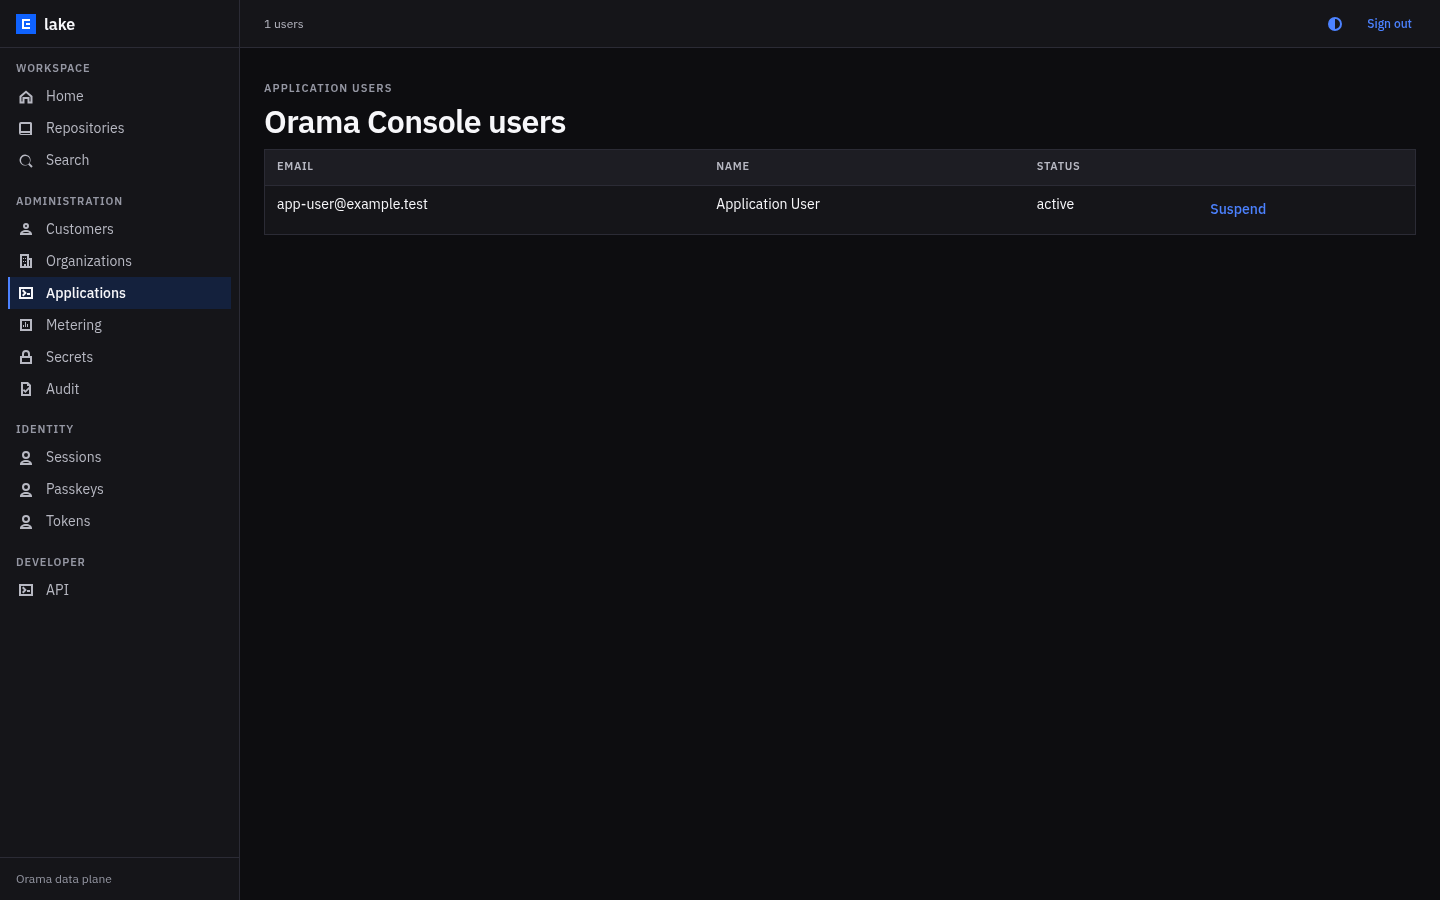 lake
1 users
Sign out
WORKSPACE
Home
Repositories
Search
ADMINISTRATION
Customers
Organizations
Applications
Metering
Secrets
Audit
IDENTITY
Sessions
Passkeys
Tokens
DEVELOPER
API
Orama data plane
APPLICATION USERS
Orama Console users
EMAIL NAME STATUS
app-user@example.test Application User active Suspend